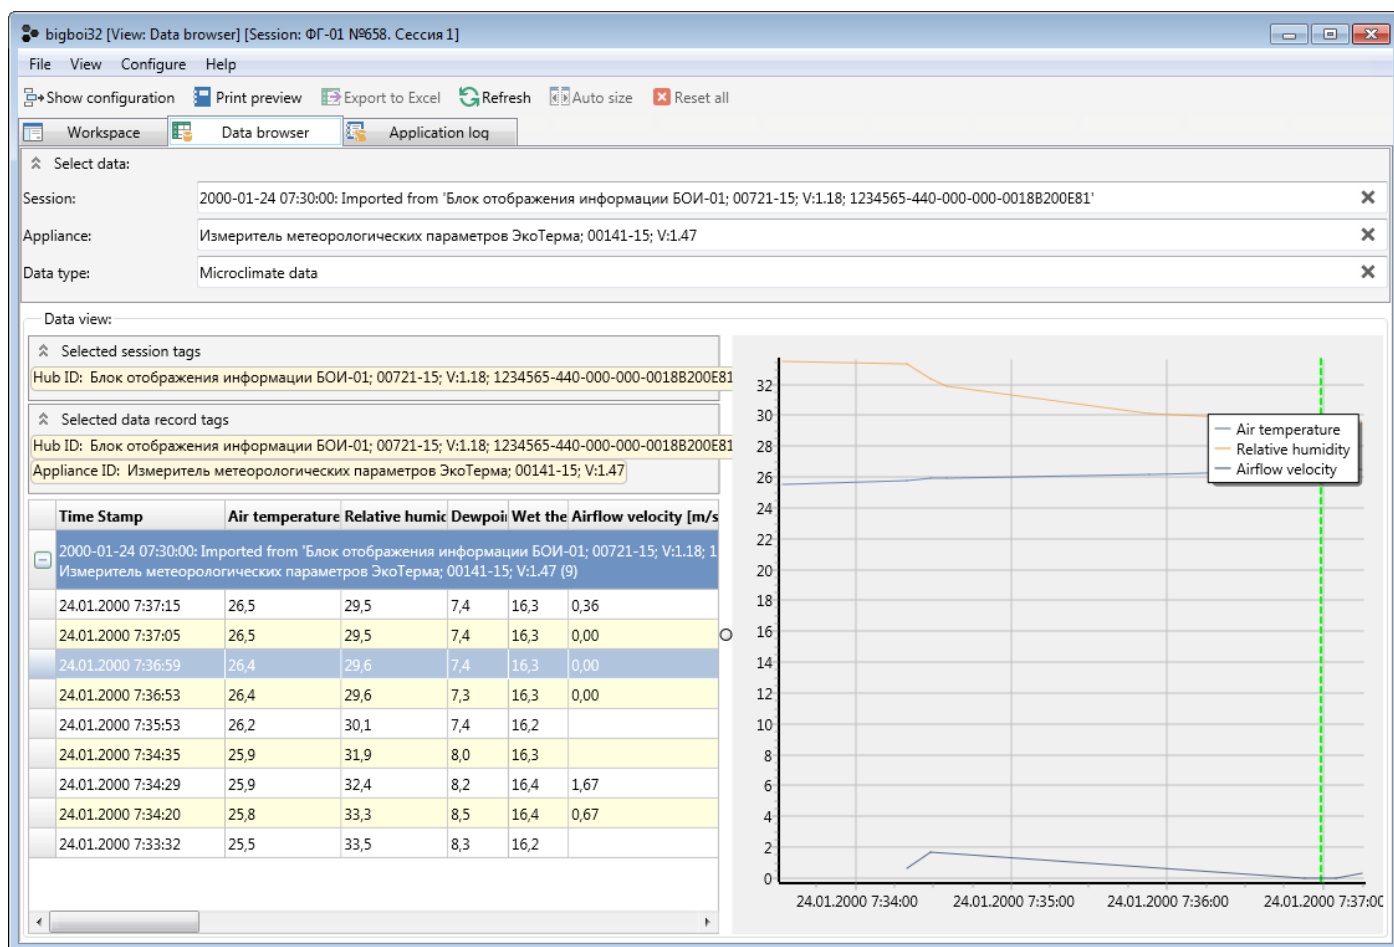 bigboi32 [View: Data browser] [Session: ФГ-01 №658. Сессия 1]
File View Configure Help
Show configuration Print preview Export to Excel Refresh Auto size Reset all
Workspace Data browser Application log
Select data:
Session: 2000-01-24 07:30:00: Imported from 'Блок отображения информации БОИ-01; 00721-15; V:1.18; 1234565-440-000-000-0018B200E81'
Appliance: Измеритель метеорологических параметров ЭкоТерма; 00141-15; V:1.47
Data type: Microclimate data
Data view:
Selected session tags
Hub ID: Блок отображения информации БОИ-01; 00721-15; V:1.18; 1234565-440-000-000-0018B200E81
Selected data record tags
Hub ID: Блок отображения информации БОИ-01; 00721-15; V:1.18; 1234565-440-000-000-0018B200E81
Appliance ID: Измеритель метеорологических параметров ЭкоТерма; 00141-15; V:1.47
Time Stamp Air temperature Relative humic Dewpoi Wet the Airflow velocity [m/s
2000-01-24 07:30:00: Imported from 'Блок отображения информации БОИ-01; 00721-15; V:1.18; 1
Измеритель метеорологических параметров ЭкоТерма; 00141-15; V:1.47 (9)
24.01.2000 7:37:15 26,5 29,5 7,4 16,3 0,36
24.01.2000 7:37:05 26,5 29,5 7,4 16,3 0,00
24.01.2000 7:36:59 26,4 29,6 7,4 16,3 0,00
24.01.2000 7:36:53 26,4 29,6 7,3 16,3 0,00
24.01.2000 7:35:53 26,2 30,1 7,4 16,2
24.01.2000 7:34:35 25,9 31,9 8,0 16,3
24.01.2000 7:34:29 25,9 32,4 8,2 16,4 1,67
24.01.2000 7:34:20 25,8 33,3 8,5 16,4 0,67
24.01.2000 7:33:32 25,5 33,5 8,3 16,2
32
30
28
26
24
22
20
18
16
14
12
10
8
6
4
2
0
Air temperature
Relative humidity
Airflow velocity
24.01.2000 7:34:00 24.01.2000 7:35:00 24.01.2000 7:36:00 24.01.2000 7:37:00